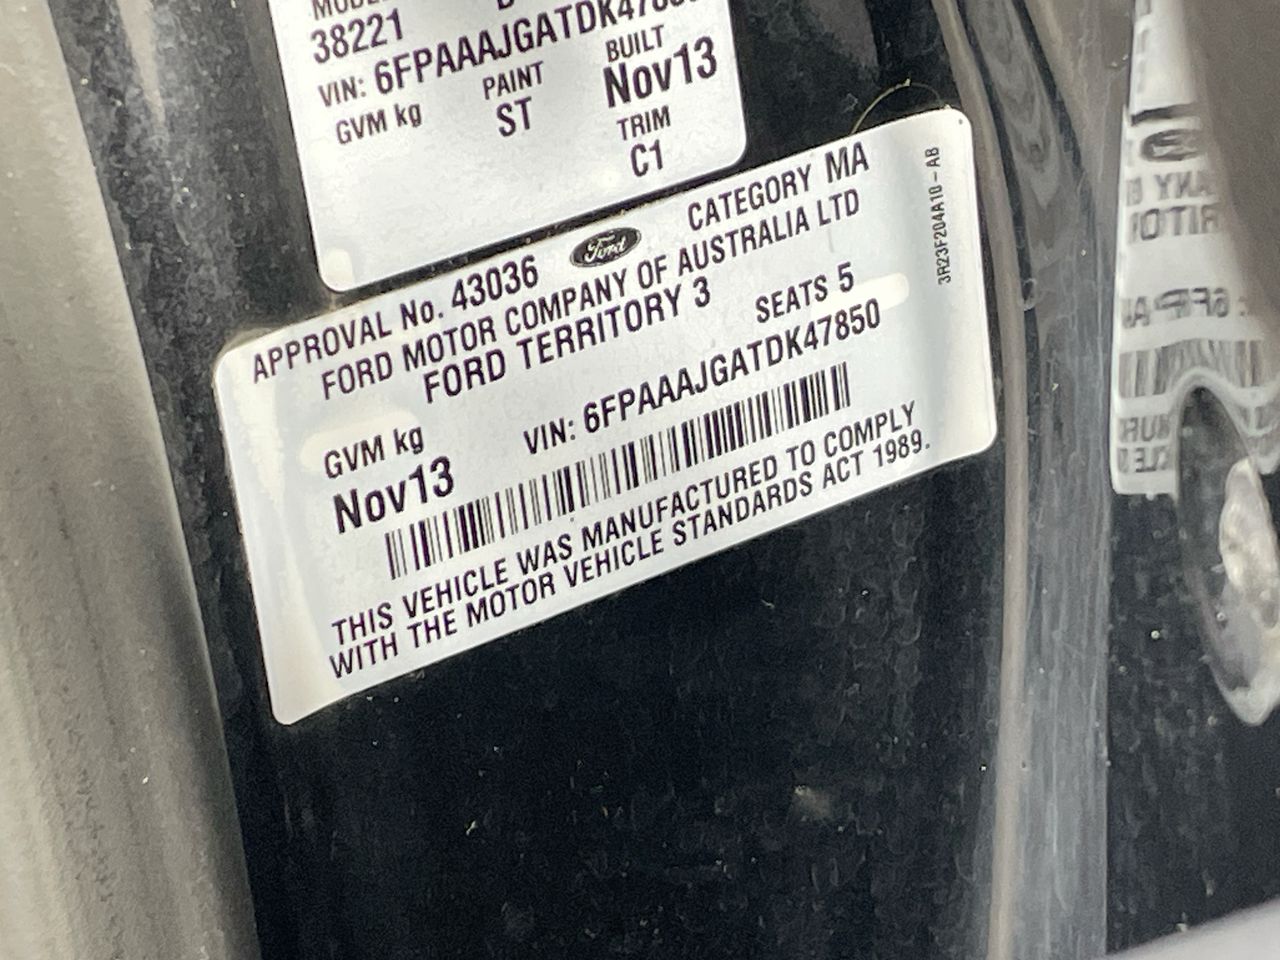 38221
VIN: 6FPAAAJGATDK47850
GVM kg
PAINT
ST
BUILT
Nov13
TRIM
C1
APPROVAL No. 43036 Ford CATEGORY MA
FORD MOTOR COMPANY OF AUSTRALIA LTD
FORD TERRITORY 3
SEATS 5
GVM kg
VIN: 6FPAAAJGATDK47850
Nov13
THIS VEHICLE WAS MANUFACTURED TO COMPLY
WITH THE MOTOR VEHICLE STANDARDS ACT 1989.
3R23F204A10-AB